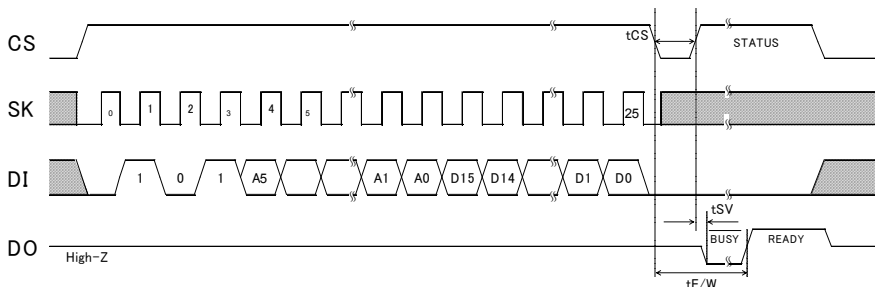 CS
tCS
STATUS
SK
0 1 2 3 4 5 25
DI
1 0 1 A5 A1 A0 D15 D14 D1 D0
tSV
DO
High-Z
BUSY
READY
tE/W